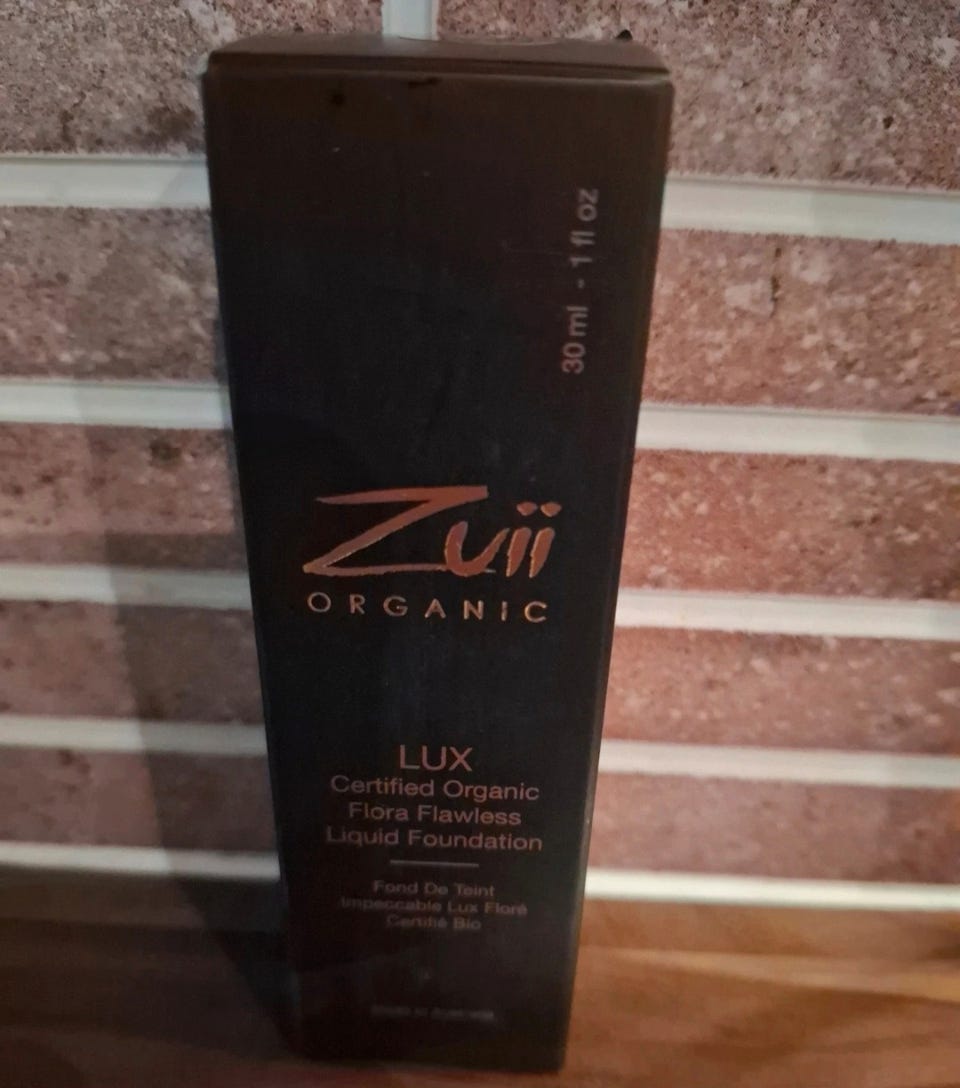 30 ml - 1 fl oz
Zuii
ORGANIC
LUX
Certified Organic
Flora Flawless
Liquid Foundation
Fond De Teint
Impeccable Lux Floré
Certifié Bio